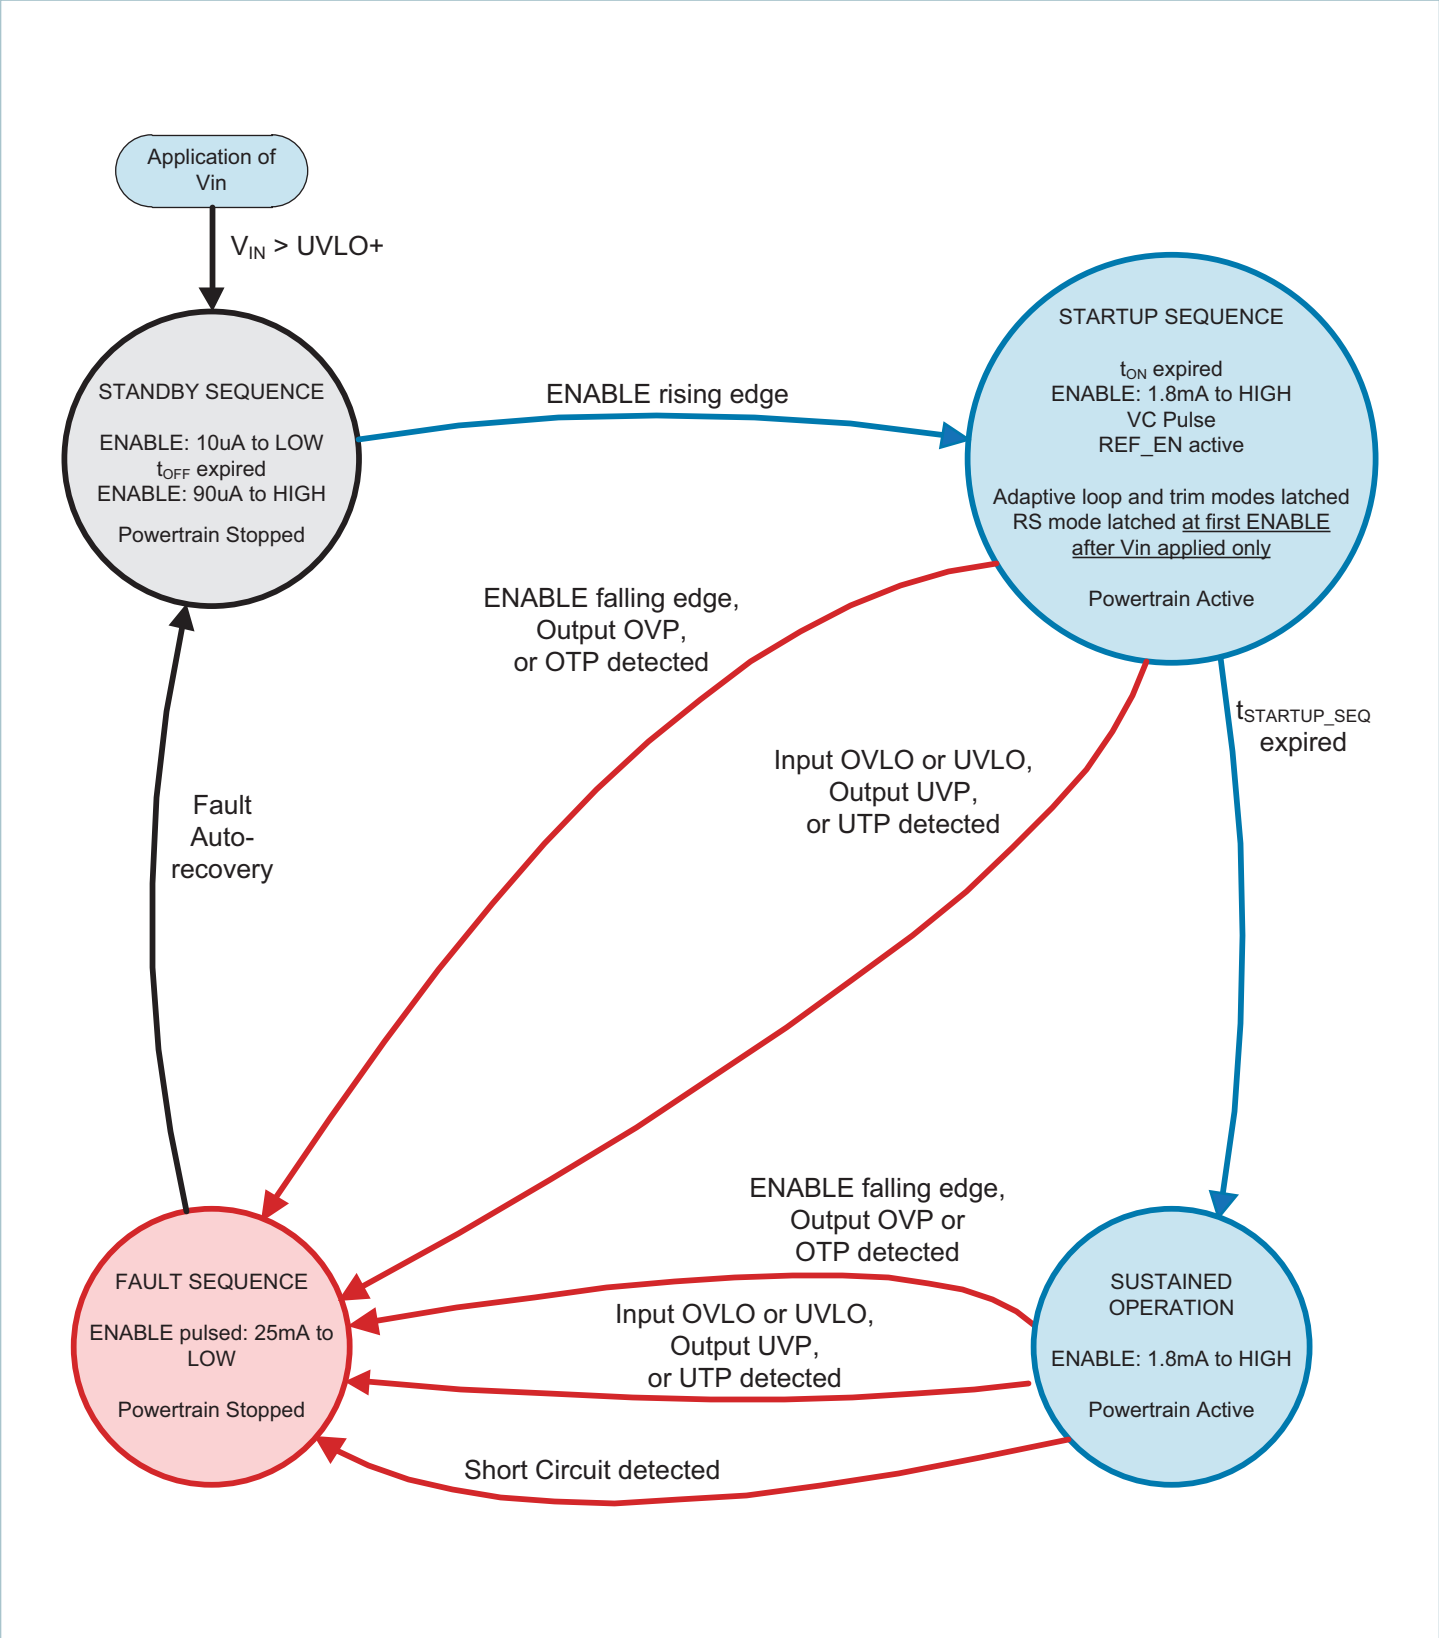 Application of
Vin
V_IN > UVLO+
STANDBY SEQUENCE
ENABLE: 10uA to LOW
t_OFF expired
ENABLE: 90uA to HIGH
Powertrain Stopped
ENABLE rising edge
STARTUP SEQUENCE
t_ON expired
ENABLE: 1.8mA to HIGH
VC Pulse
REF_EN active
Adaptive loop and trim modes latched
RS mode latched at first ENABLE
after Vin applied only
Powertrain Active
ENABLE falling edge,
Output OVP,
or OTP detected
t_STARTUP_SEQ
expired
Input OVLO or UVLO,
Output UVP,
or UTP detected
Fault
Auto-
recovery
ENABLE falling edge,
Output OVP or
OTP detected
FAULT SEQUENCE
ENABLE pulsed: 25mA to
LOW
Powertrain Stopped
Input OVLO or UVLO,
Output UVP,
or UTP detected
SUSTAINED
OPERATION
ENABLE: 1.8mA to HIGH
Powertrain Active
Short Circuit detected